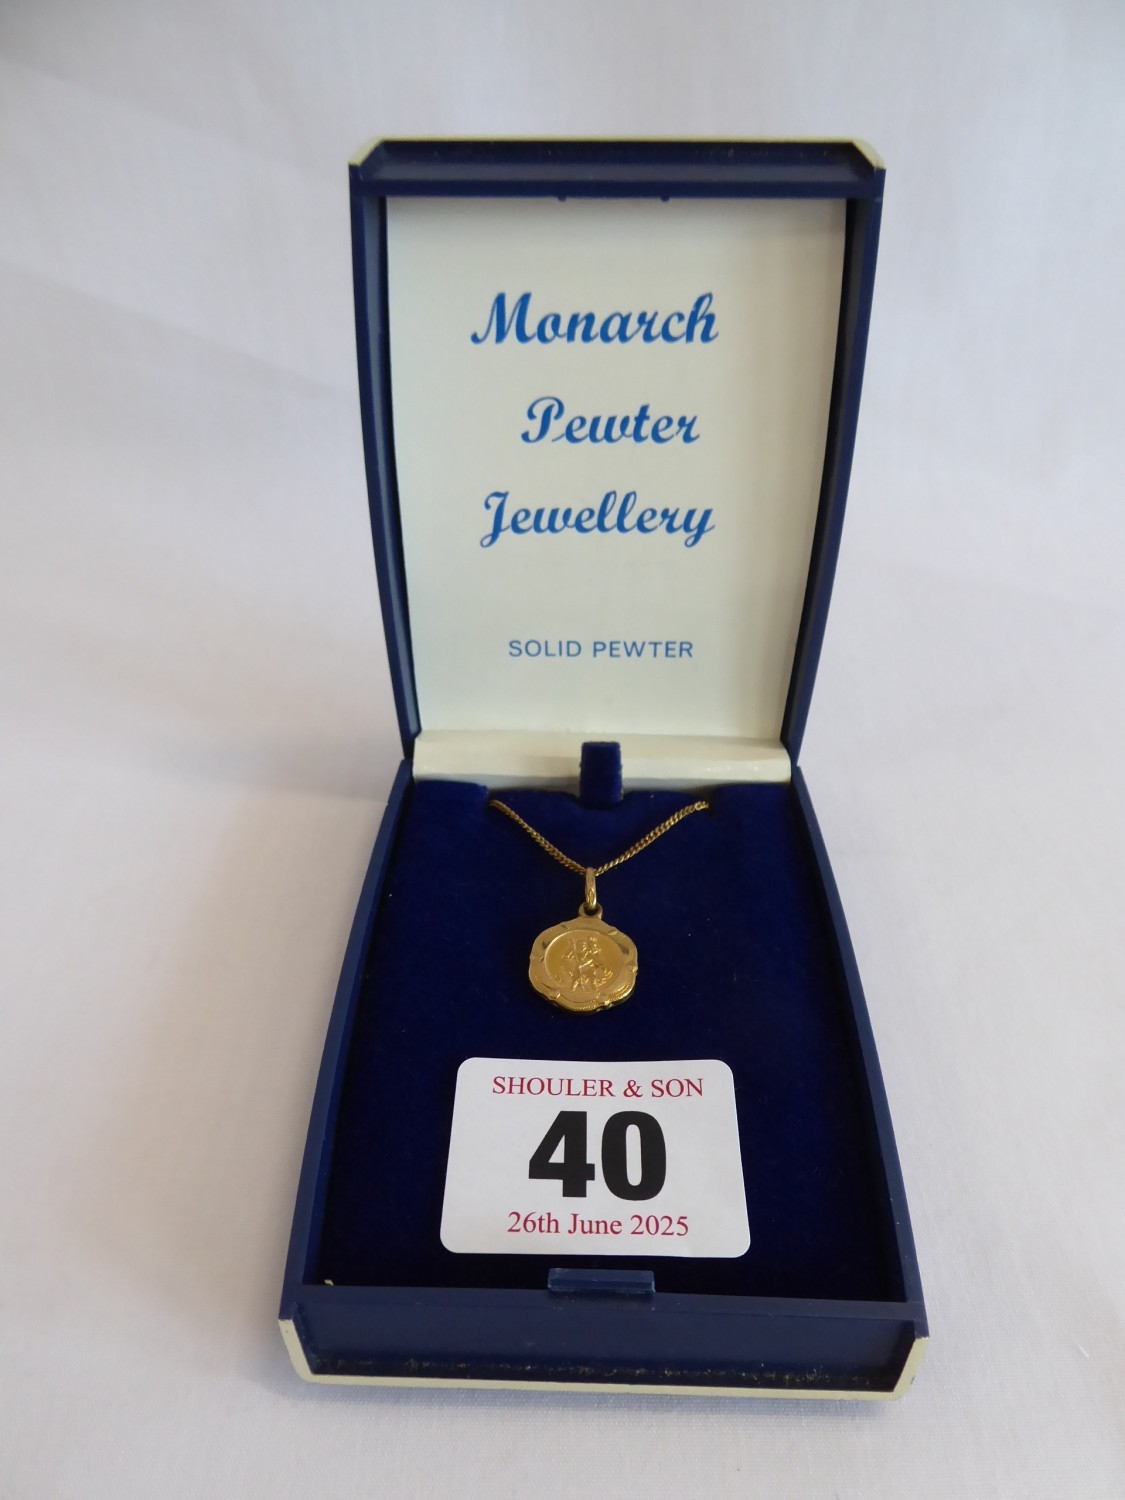 Monarch
Pewter
Jewellery
SOLID PEWTER
SHOULER & SON
40
26th June 2025